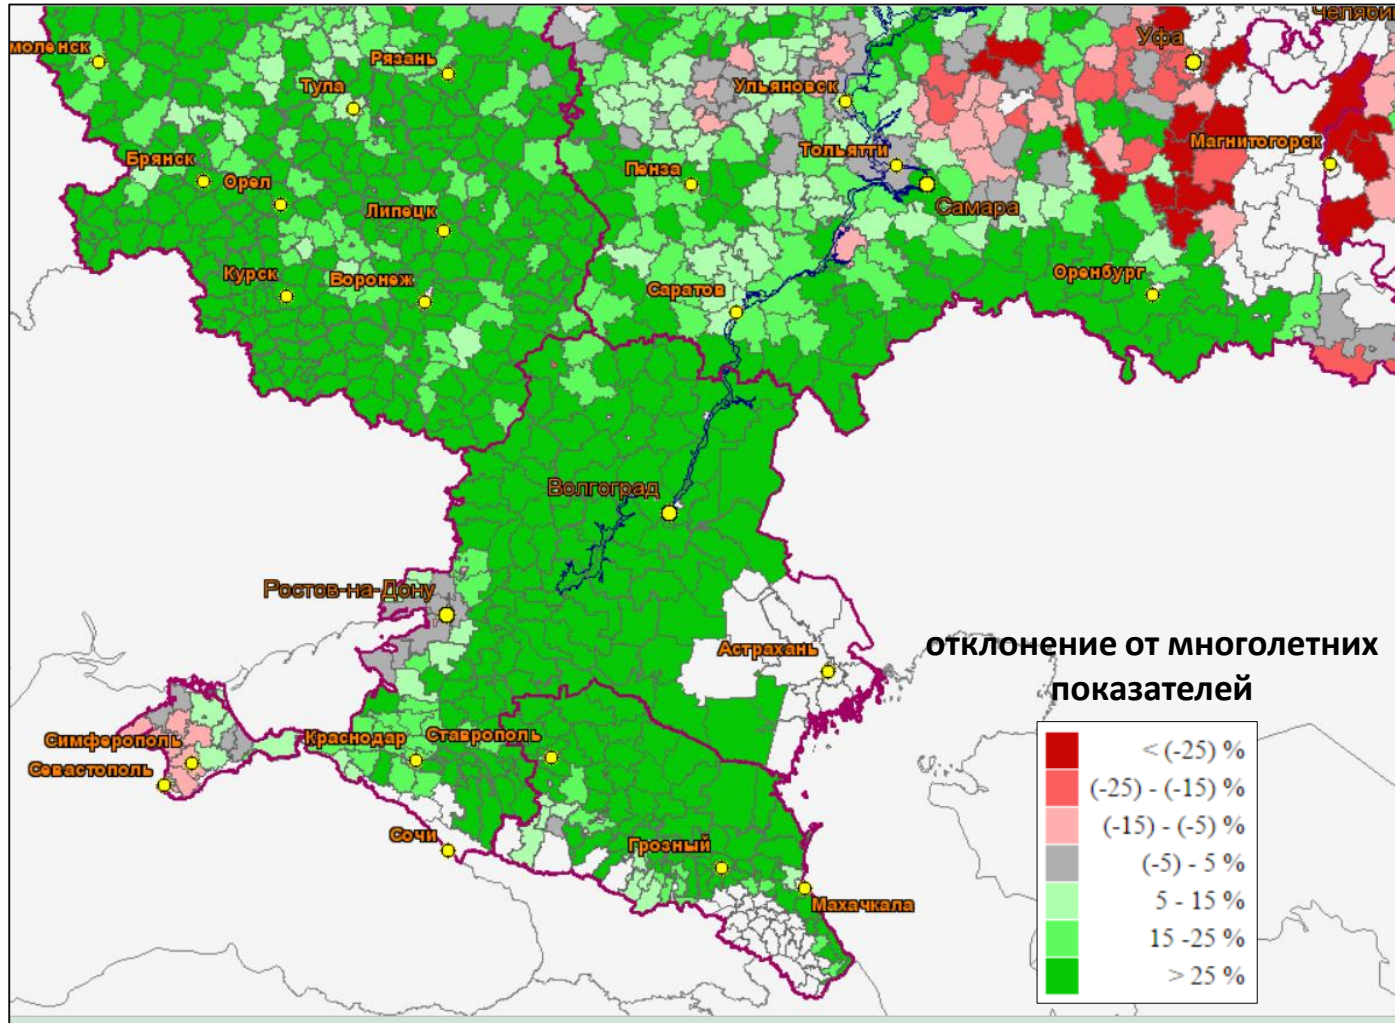 моленск
Рязань
Тула
Ульяновск
Уфа
Челяби
Магнитогорск
Брянск
Орел
Пенза
Тольятти
Самара
Липецк
Курск
Воронеж
Саратов
Оренбург
Волгоград
Ростов-на-Дону
Астрахань
отклонение от многолетних
показателей
Симферополь
Севастополь
Краснодар
Ставрополь
Сочи
Грозный
Махачкала
< (-25) %
(-25) - (-15) %
(-15) - (-5) %
(-5) - 5 %
5 - 15 %
15 -25 %
> 25 %